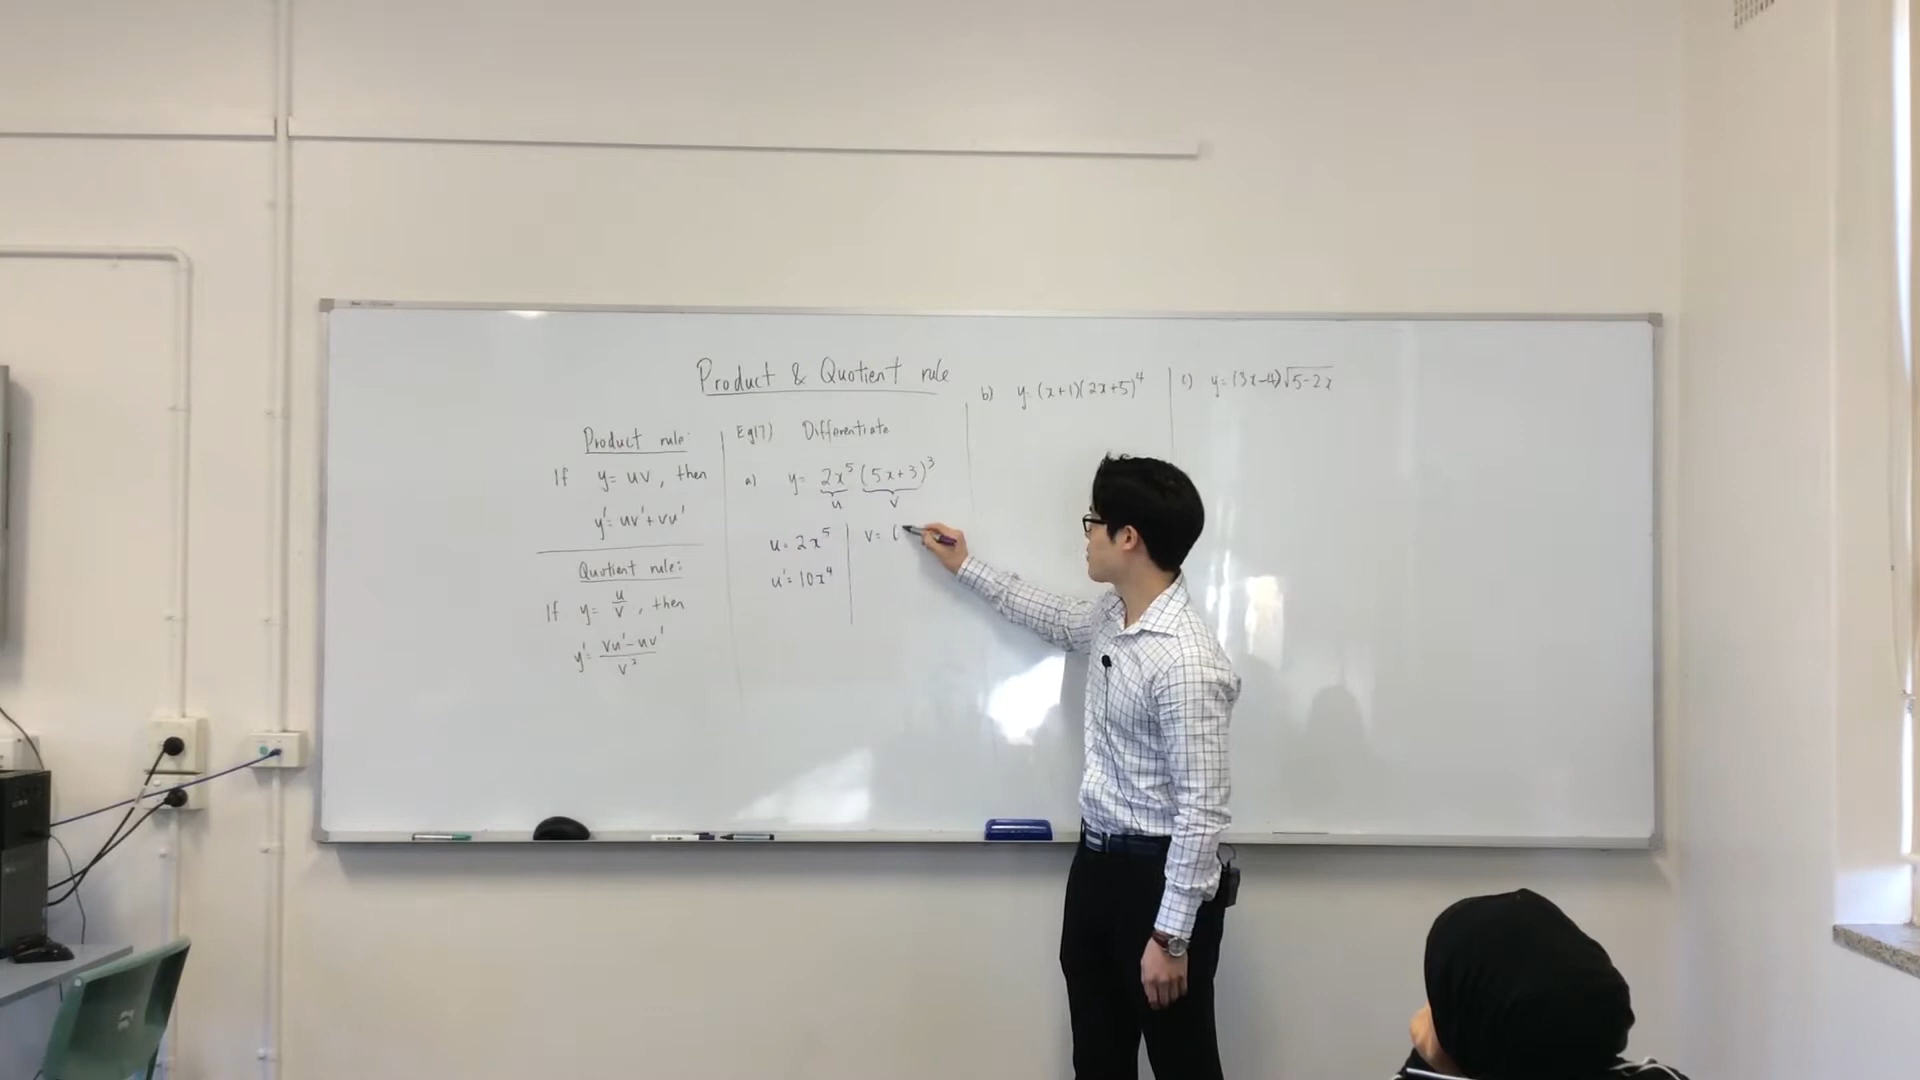 Product & Quotient rule
Product rule:
If y = uv, then
y' = uv' + vu'
Quotient rule:
If y = u/v, then
y' = (vu' - uv')/v²
Eg17) Differentiate
a) y = 2x⁵ (5x+3)³
u v
u = 2x⁵
u' = 10x⁴
v = (
b) y = (x+1)(2x+5)⁴
c) y = (3x-4)√(5-2x)